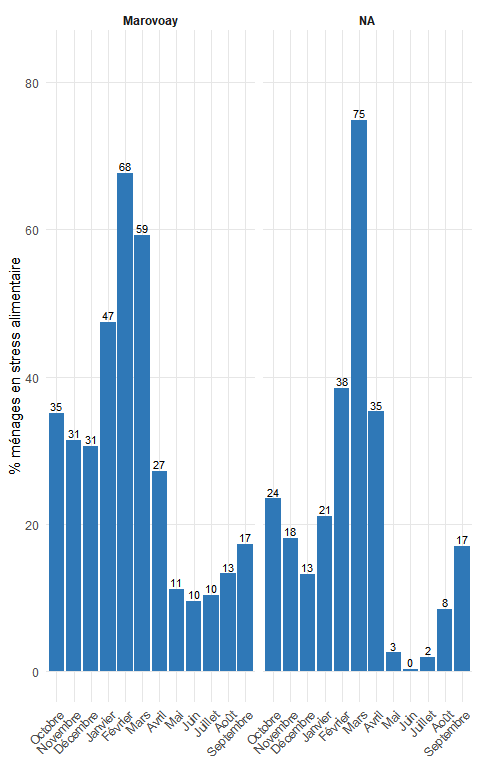 Marovoay
NA
% ménages en stress alimentaire
80
60
40
20
0
35
31
31
47
68
59
27
11
10
10
13
17
24
18
13
21
38
75
35
3
0
2
8
17
Octobre
Novembre
Décembre
Janvier
Février
Mars
Avril
Mai
Juin
Juillet
Août
Septembre
Octobre
Novembre
Décembre
Janvier
Février
Mars
Avril
Mai
Juin
Juillet
Août
Septembre